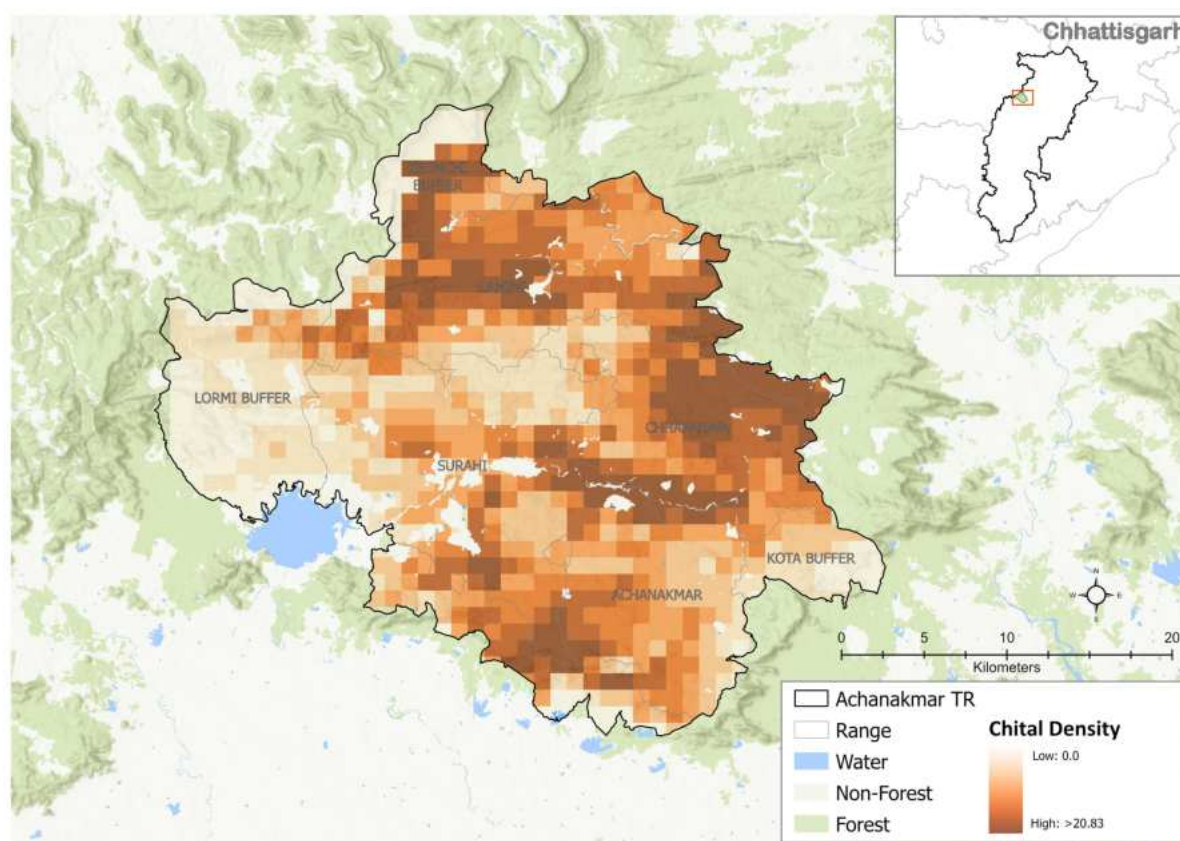 Chhattisgarh
BUFFER
LORMI BUFFER
SURAHI
KOTA BUFFER
ACHANAKMAR
N
W E
S
0 5 10 20
Kilometers
Achanakmar TR
Range
Water
Non-Forest
Forest
Chital Density
Low: 0.0
High: >20.83